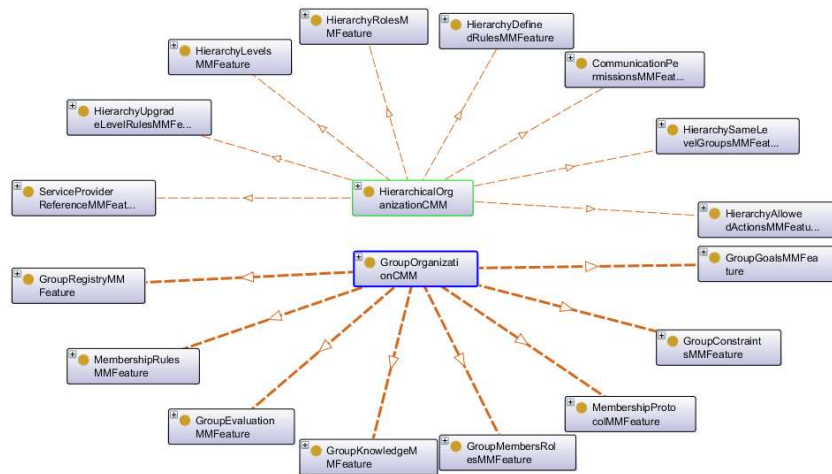 HierarchyRolesM
MFeature
HierarchyDefine
dRulesMMFeature
HierarchyLevels
MMFeature
CommunicationPe
rmissionsMMFeat...
HierarchyUpgrad
eLevelRulesMMFe...
HierarchySameLe
velGroupsMMFeat...
ServiceProvider
ReferenceMMFeat...
HierarchicalOrg
anizationCMM
HierarchyAllowe
dActionsMMFeatu...
GroupOrganizati
onCMM
GroupGoalsMMFea
ture
GroupRegistryMM
Feature
GroupConstraint
sMMFeature
MembershipRules
MMFeature
MembershipProto
colMMFeature
GroupEvaluation
MMFeature
GroupKnowledgeM
MFeature
GroupMembersRol
esMMFeature